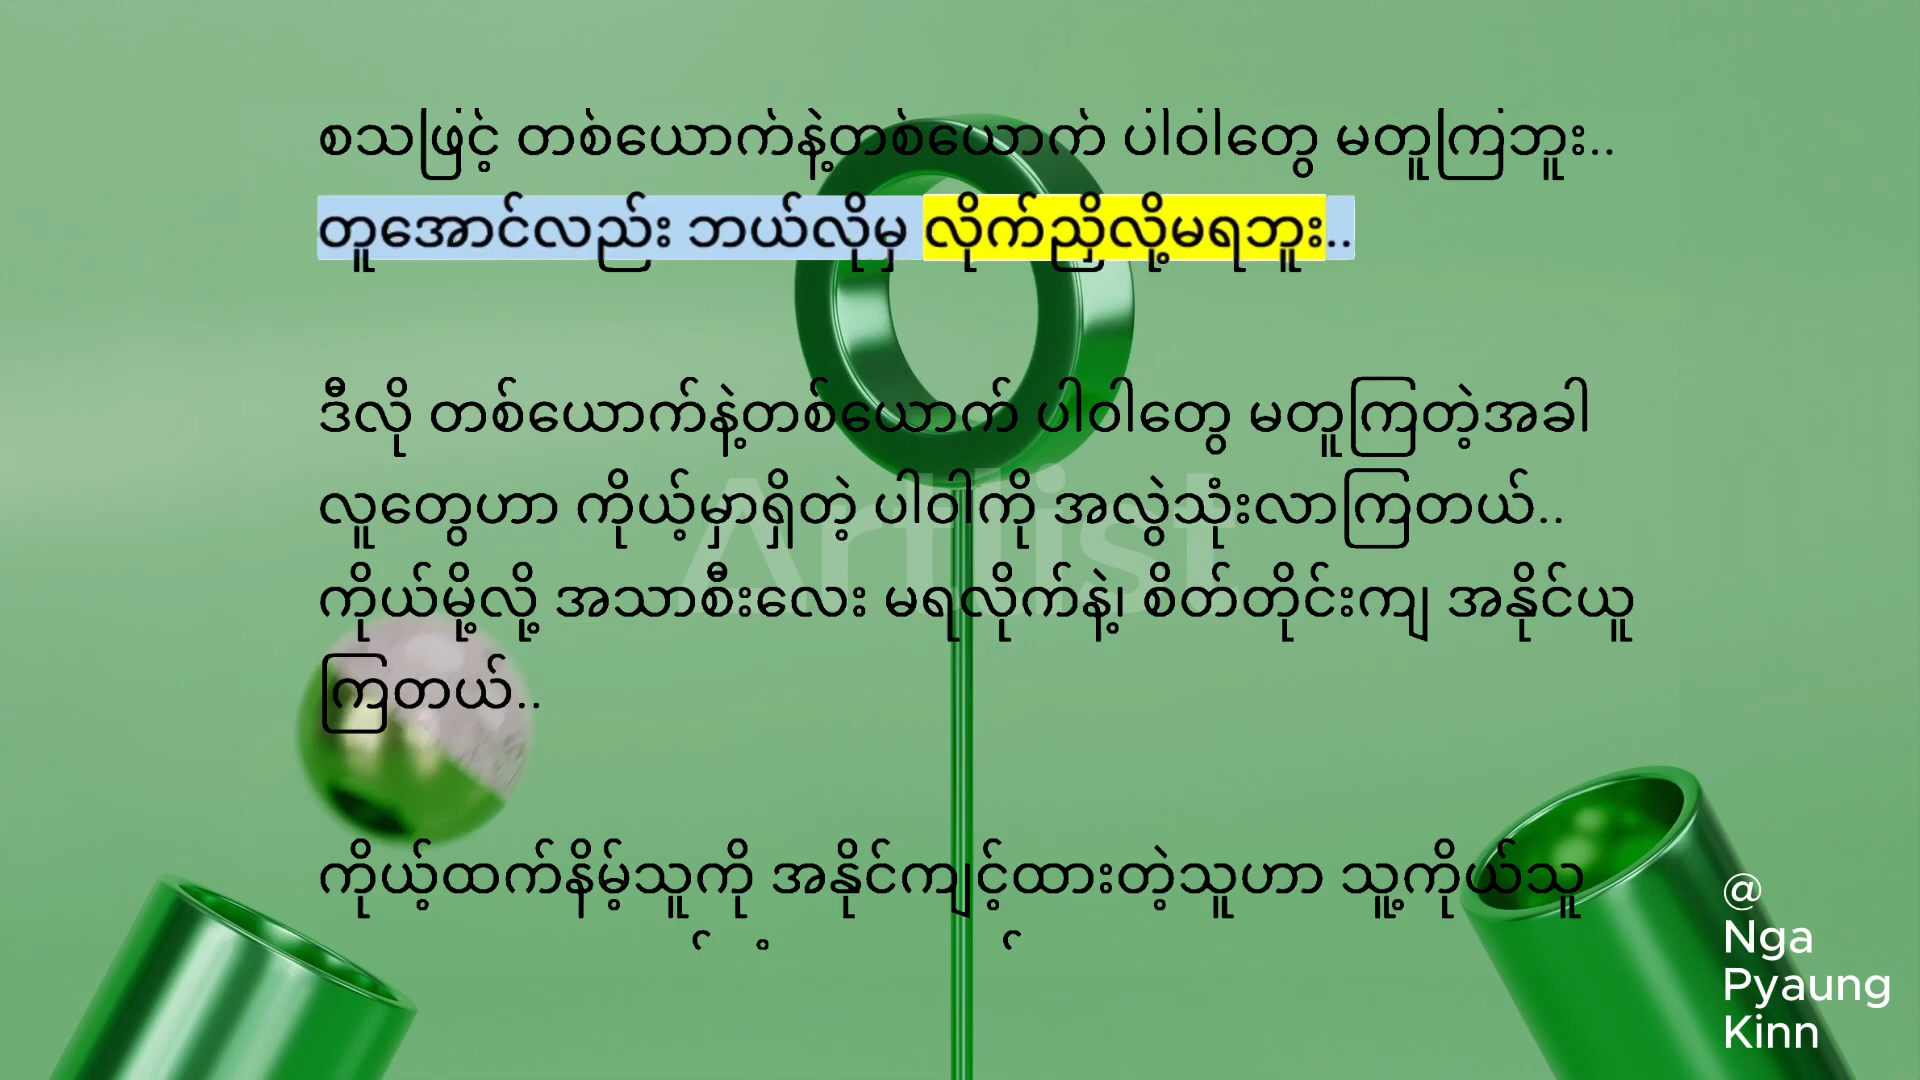 စသဖြင့် တစ်ယောက်နဲ့တစ်ယောက် ပါဝါတွေ မတူကြဘူး..
တူအောင်လည်း ဘယ်လိုမှ လိုက်ညှိလို့မရဘူး..
ဒီလို တစ်ယောက်နဲ့တစ်ယောက် ပါဝါတွေ မတူကြတဲ့အခါ
လူတွေဟာ ကိုယ့်မှာရှိတဲ့ ပါဝါကို အလွဲသုံးလာကြတယ်..
ကိုယ်မို့လို့ အသာစီးလေး မရလိုက်နဲ့၊ စိတ်တိုင်းကျ အနိုင်ယူ
ကြတယ်..
ကိုယ့်ထက်နိမ့်သူကို အနိုင်ကျင့်ထားတဲ့သူဟာ သူ့ကိုယ်သူ
Artlist
@
Nga
Pyaung
Kinn